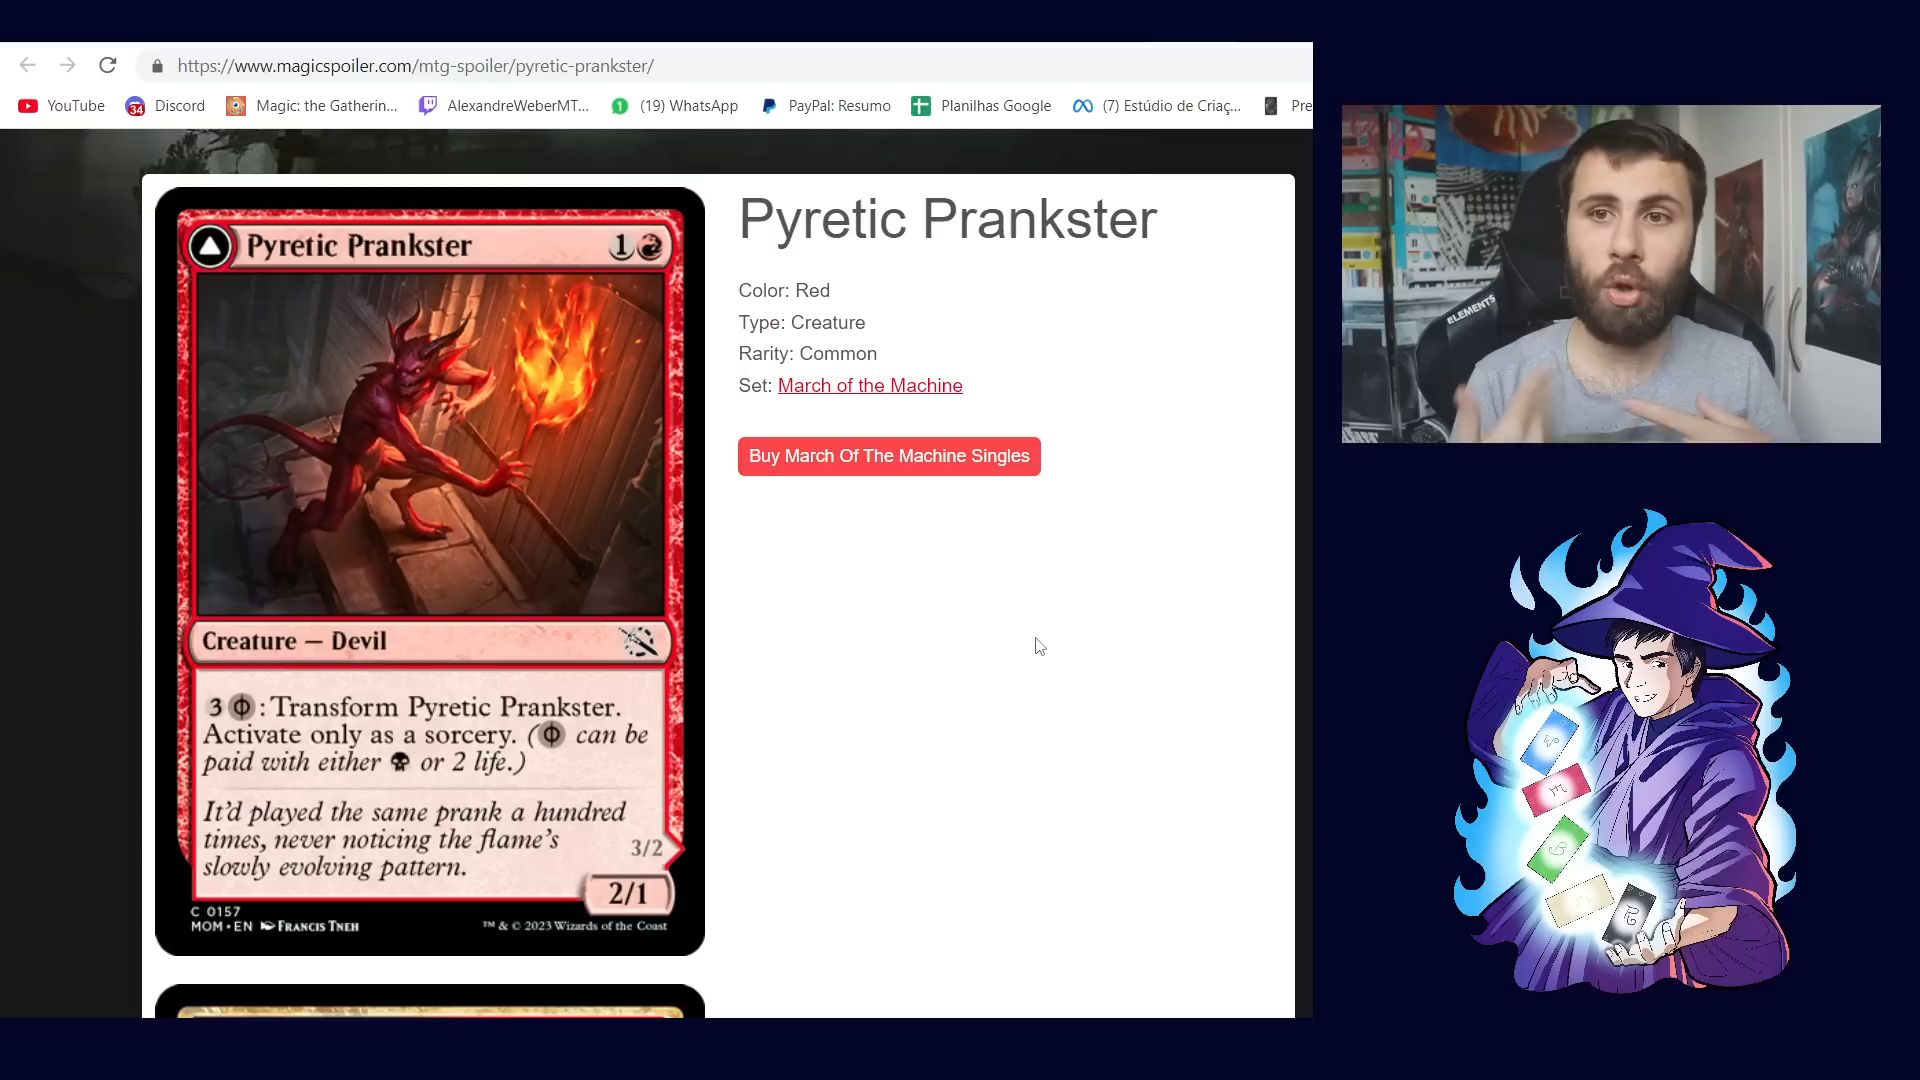 https://www.magicspoiler.com/mtg-spoiler/pyretic-prankster/
YouTube
34
Discord
Magic: the Gatherin...
AlexandreWeberMT...
1
(19) WhatsApp
PayPal: Resumo
Planilhas Google
(7) Estúdio de Criaç...
Pre
Pyretic Prankster 1
Creature — Devil
3 : Transform Pyretic Prankster.
Activate only as a sorcery. ( can be
paid with either or 2 life.)
It'd played the same prank a hundred
times, never noticing the flame's
slowly evolving pattern.
3/2
2/1
C 0157
MOM • EN FRANCIS TNEH
™ & © 2023 Wizards of the Coast
Pyretic Prankster
Color: Red
Type: Creature
Rarity: Common
Set: March of the Machine
Buy March Of The Machine Singles
ELEMENTS